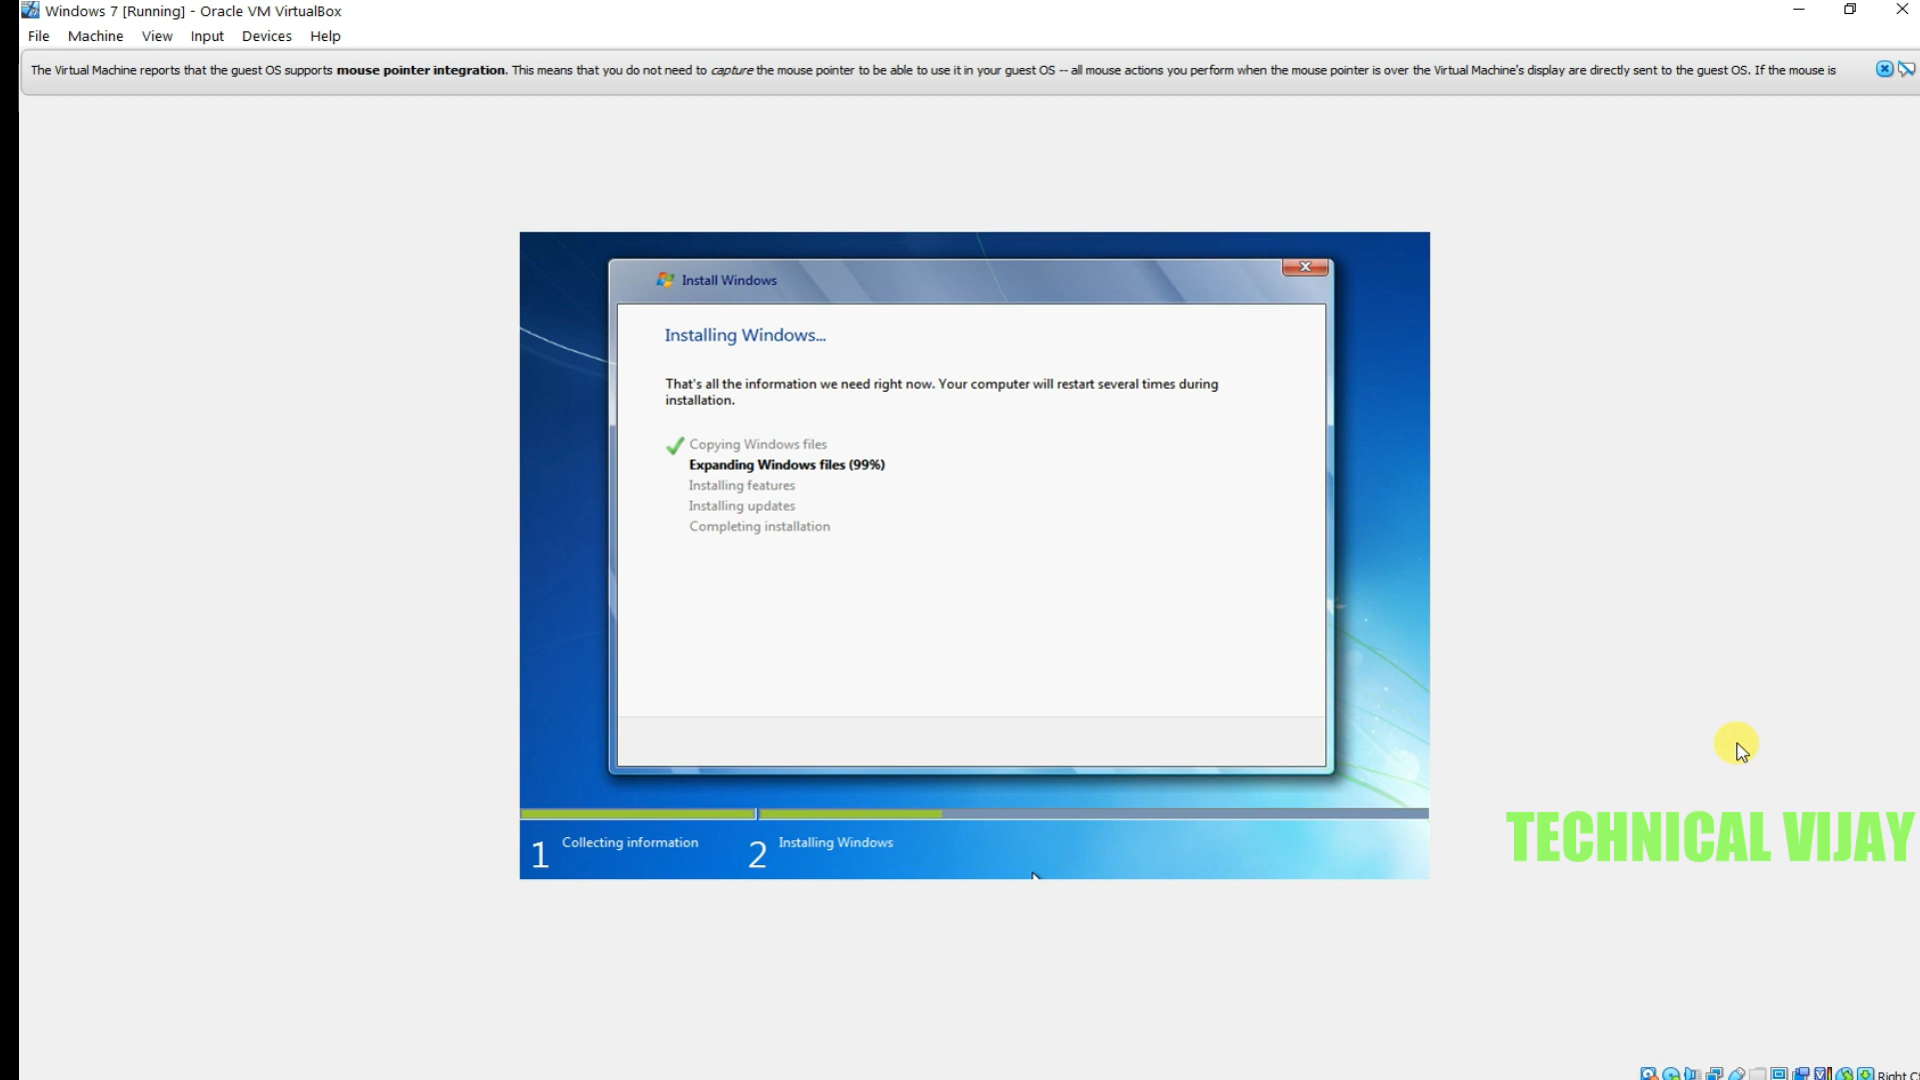 Windows 7 [Running] - Oracle VM VirtualBox
File Machine View Input Devices Help
The Virtual Machine reports that the guest OS supports mouse pointer integration. This means that you do not need to capture the mouse pointer to be able to use it in your guest OS -- all mouse actions you perform when the mouse pointer is over the Virtual Machine's display are directly sent to the guest OS. If the mouse is
Install Windows
Installing Windows...
That's all the information we need right now. Your computer will restart several times during
installation.
Copying Windows files
Expanding Windows files (99%)
Installing features
Installing updates
Completing installation
TECHNICAL VIJAY
1 Collecting information 2 Installing Windows
Right